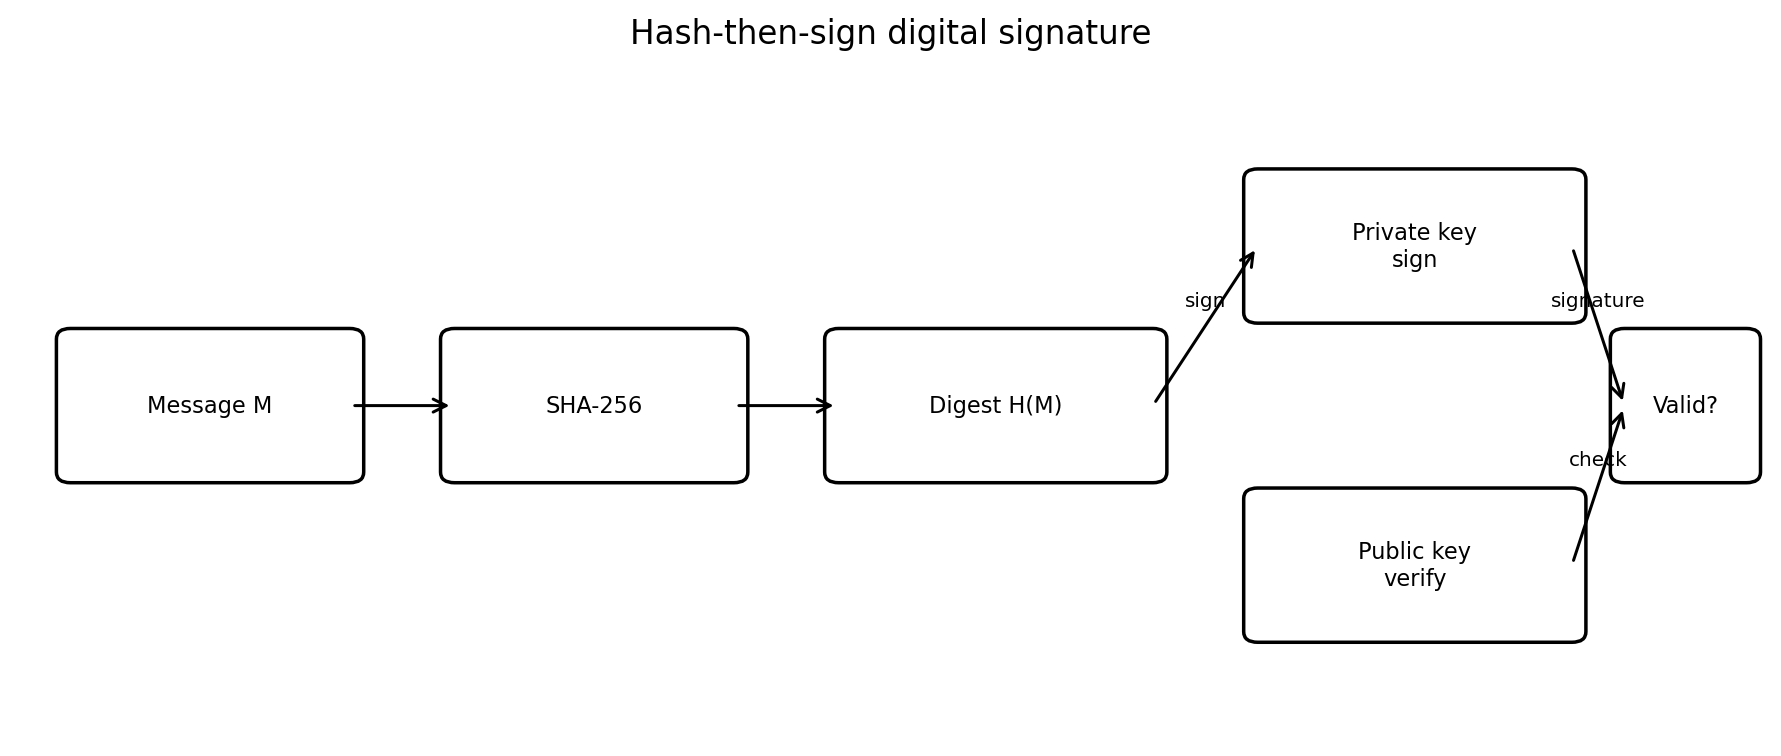 Hash-then-sign digital signature
Message M
SHA-256
Digest H(M)
sign
Private key
sign
signature
Valid?
check
Public key
verify